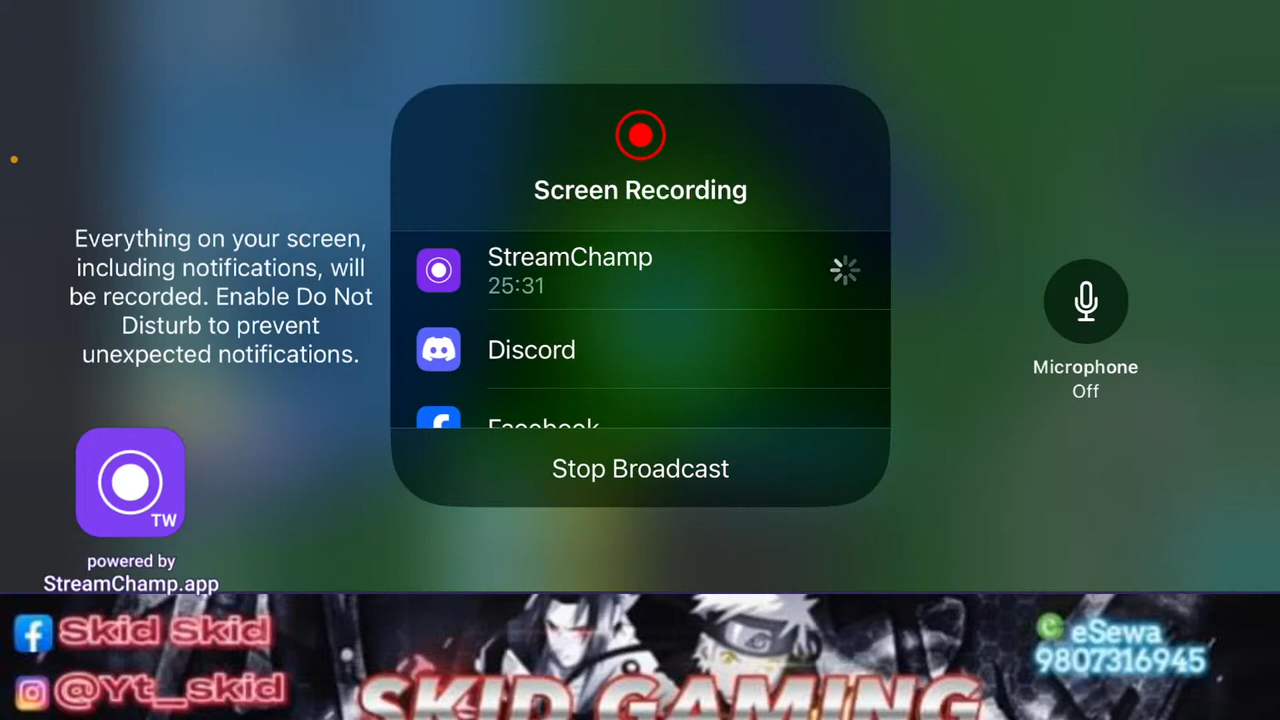 Screen Recording
Everything on your screen,
including notifications, will
be recorded. Enable Do Not
Disturb to prevent
unexpected notifications.
StreamChamp
25:31
Discord
Facebook
Stop Broadcast
Microphone
Off
TW
powered by
StreamChamp.app
Skid Skid
@Yt_skid
SKID GAMING
eSewa
9807316945